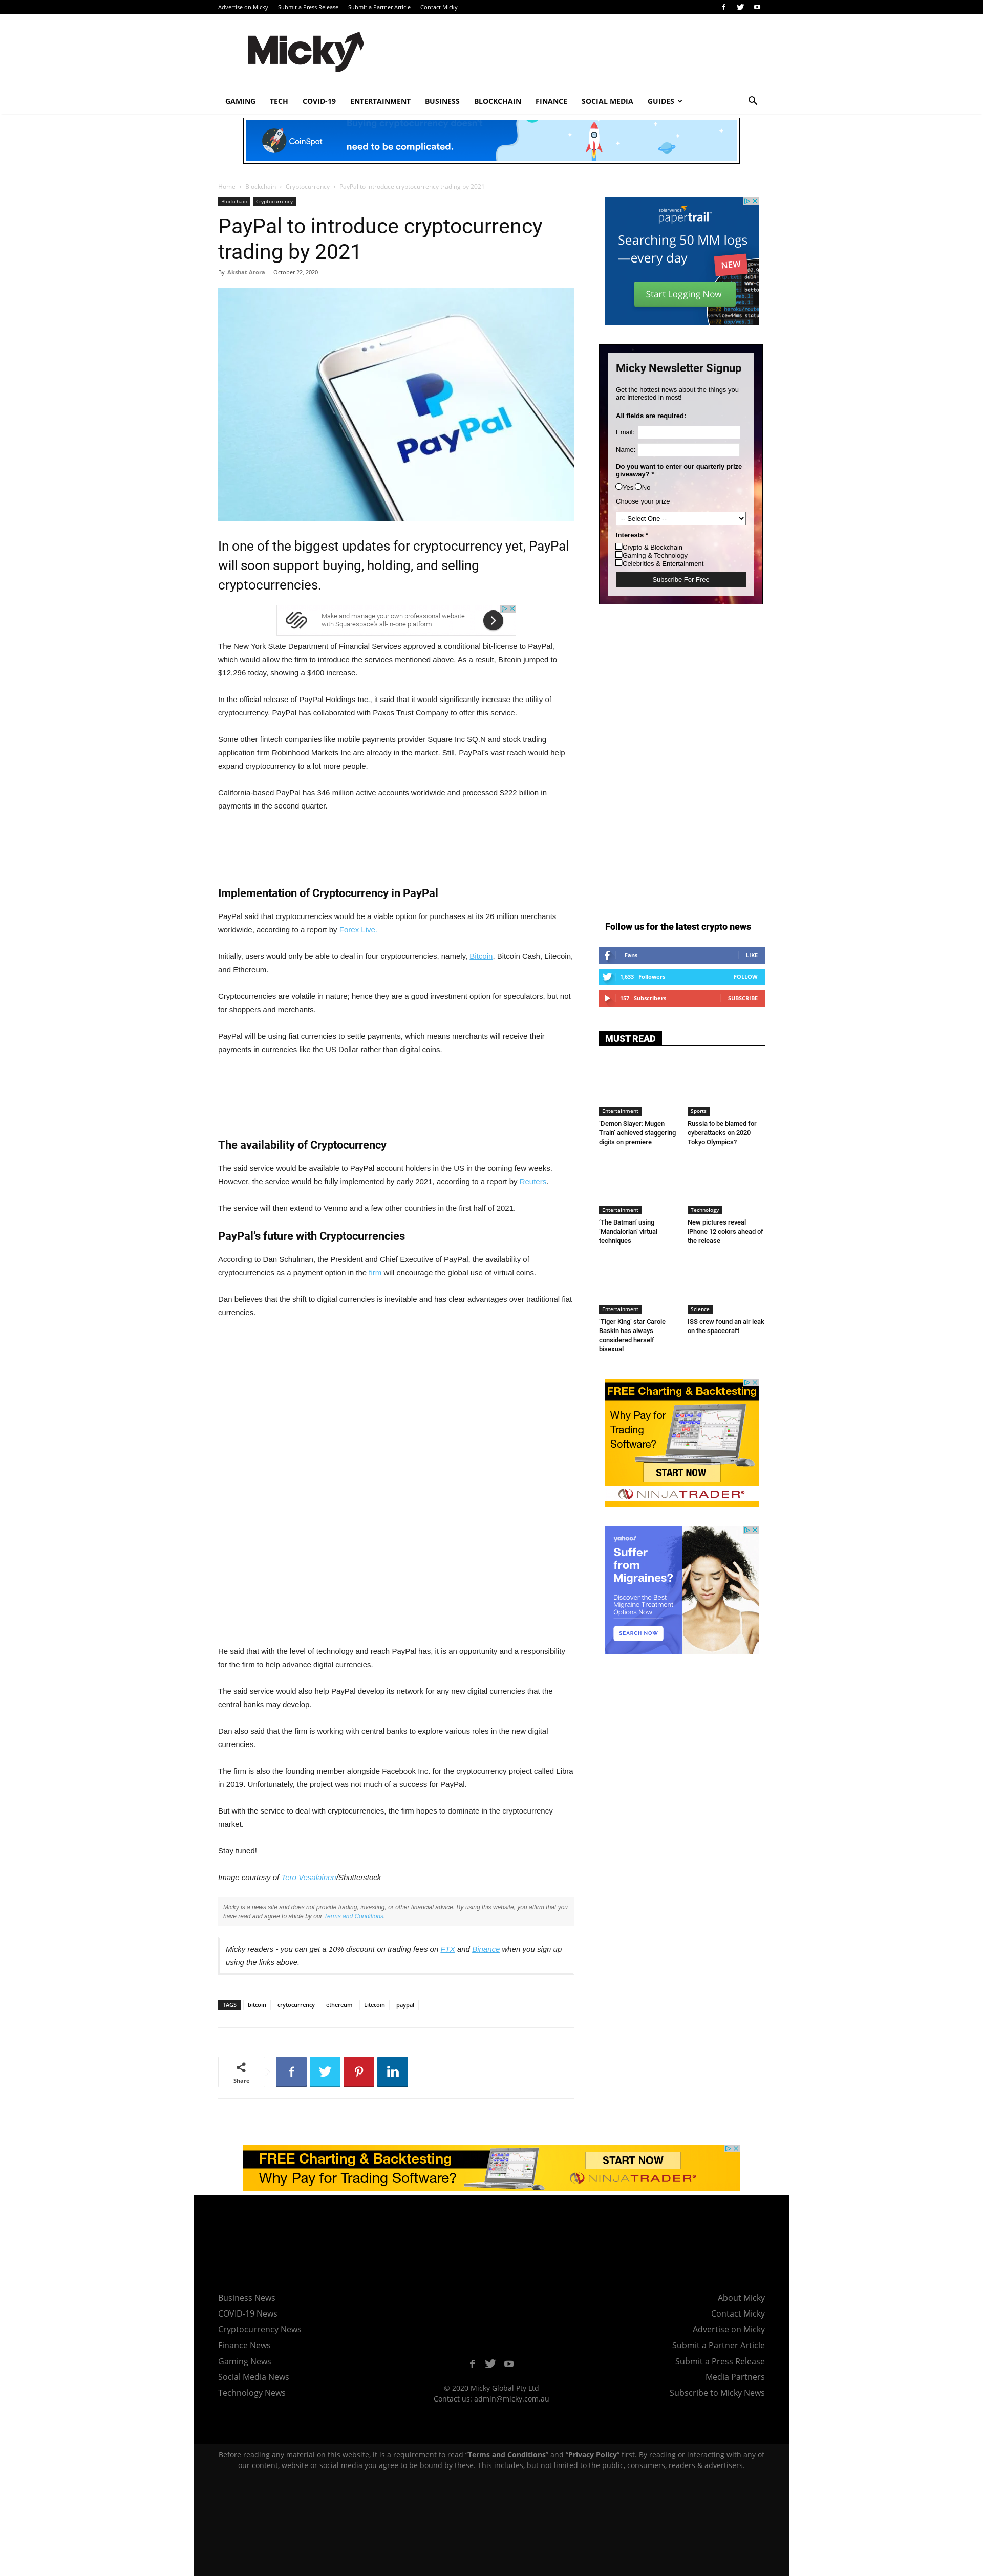 Advertise on Micky Submit a Press Release Submit a Partner Article Contact Micky
Micky
GAMING TECH COVID-19 ENTERTAINMENT BUSINESS BLOCKCHAIN FINANCE SOCIAL MEDIA GUIDES
CoinSpot
need to be complicated.
Home Blockchain Cryptocurrency PayPal to introduce cryptocurrency trading by 2021
Blockchain Cryptocurrency
PayPal to introduce cryptocurrency
trading by 2021
By Akshat Arora - October 22, 2020
PayPal
In one of the biggest updates for cryptocurrency yet, PayPal
will soon support buying, holding, and selling
cryptocurrencies.
Make and manage your own professional website
with Squarespace's all-in-one platform.
The New York State Department of Financial Services approved a conditional bit-license to PayPal,
which would allow the firm to introduce the services mentioned above. As a result, Bitcoin jumped to
$12,296 today, showing a $400 increase.
In the official release of PayPal Holdings Inc., it said that it would significantly increase the utility of
cryptocurrency. PayPal has collaborated with Paxos Trust Company to offer this service.
Some other fintech companies like mobile payments provider Square Inc SQ.N and stock trading
application firm Robinhood Markets Inc are already in the market. Still, PayPal's vast reach would help
expand cryptocurrency to a lot more people.
California-based PayPal has 346 million active accounts worldwide and processed $222 billion in
payments in the second quarter.
Implementation of Cryptocurrency in PayPal
PayPal said that cryptocurrencies would be a viable option for purchases at its 26 million merchants
worldwide, according to a report by Forex Live.
Initially, users would only be able to deal in four cryptocurrencies, namely, Bitcoin, Bitcoin Cash, Litecoin,
and Ethereum.
Cryptocurrencies are volatile in nature; hence they are a good investment option for speculators, but not
for shoppers and merchants.
PayPal will be using fiat currencies to settle payments, which means merchants will receive their
payments in currencies like the US Dollar rather than digital coins.
The availability of Cryptocurrency
The said service would be available to PayPal account holders in the US in the coming few weeks.
However, the service would be fully implemented by early 2021, according to a report by Reuters.
The service will then extend to Venmo and a few other countries in the first half of 2021.
PayPal's future with Cryptocurrencies
According to Dan Schulman, the President and Chief Executive of PayPal, the availability of
cryptocurrencies as a payment option in the firm will encourage the global use of virtual coins.
Dan believes that the shift to digital currencies is inevitable and has clear advantages over traditional fiat
currencies.
He said that with the level of technology and reach PayPal has, it is an opportunity and a responsibility
for the firm to help advance digital currencies.
The said service would also help PayPal develop its network for any new digital currencies that the
central banks may develop.
Dan also said that the firm is working with central banks to explore various roles in the new digital
currencies.
The firm is also the founding member alongside Facebook Inc. for the cryptocurrency project called Libra
in 2019. Unfortunately, the project was not much of a success for PayPal.
But with the service to deal with cryptocurrencies, the firm hopes to dominate in the cryptocurrency
market.
Stay tuned!
Image courtesy of Tero Vesalainen/Shutterstock
Micky is a news site and does not provide trading, investing, or other financial advice. By using this website, you affirm that you
have read and agree to abide by our Terms and Conditions.
Micky readers - you can get a 10% discount on trading fees on FTX and Binance when you sign up
using the links above.
TAGS bitcoin crytocurrency ethereum Litecoin paypal
Share
solarwinds
papertrail
Searching 50 MM logs
—every day
NEW
Start Logging Now
Micky Newsletter Signup
Get the hottest news about the things you
are interested in most!
All fields are required:
Email:
Name:
Do you want to enter our quarterly prize
giveaway? *
Yes No
Choose your prize
-- Select One --
Interests *
Crypto & Blockchain
Gaming & Technology
Celebrities & Entertainment
Subscribe For Free
Follow us for the latest crypto news
Fans LIKE
1,633 Followers FOLLOW
157 Subscribers SUBSCRIBE
MUST READ
Entertainment
'Demon Slayer: Mugen
Train' achieved staggering
digits on premiere
Sports
Russia to be blamed for
cyberattacks on 2020
Tokyo Olympics?
Entertainment
'The Batman' using
'Mandalorian' virtual
techniques
Technology
New pictures reveal
iPhone 12 colors ahead of
the release
Entertainment
'Tiger King' star Carole
Baskin has always
considered herself
bisexual
Science
ISS crew found an air leak
on the spacecraft
FREE Charting & Backtesting
Why Pay for
Trading
Software?
START NOW
NINJATRADER
yahoo!
Suffer
from
Migraines?
Discover the Best
Migraine Treatment
Options Now
SEARCH NOW
FREE Charting & Backtesting
Why Pay for Trading Software?
START NOW
NINJATRADER
Business News
COVID-19 News
Cryptocurrency News
Finance News
Gaming News
Social Media News
Technology News
© 2020 Micky Global Pty Ltd
Contact us: admin@micky.com.au
About Micky
Contact Micky
Advertise on Micky
Submit a Partner Article
Submit a Press Release
Media Partners
Subscribe to Micky News
Before reading any material on this website, it is a requirement to read "Terms and Conditions" and "Privacy Policy" first. By reading or interacting with any of
our content, website or social media you agree to be bound by these. This includes, but not limited to the public, consumers, readers & advertisers.